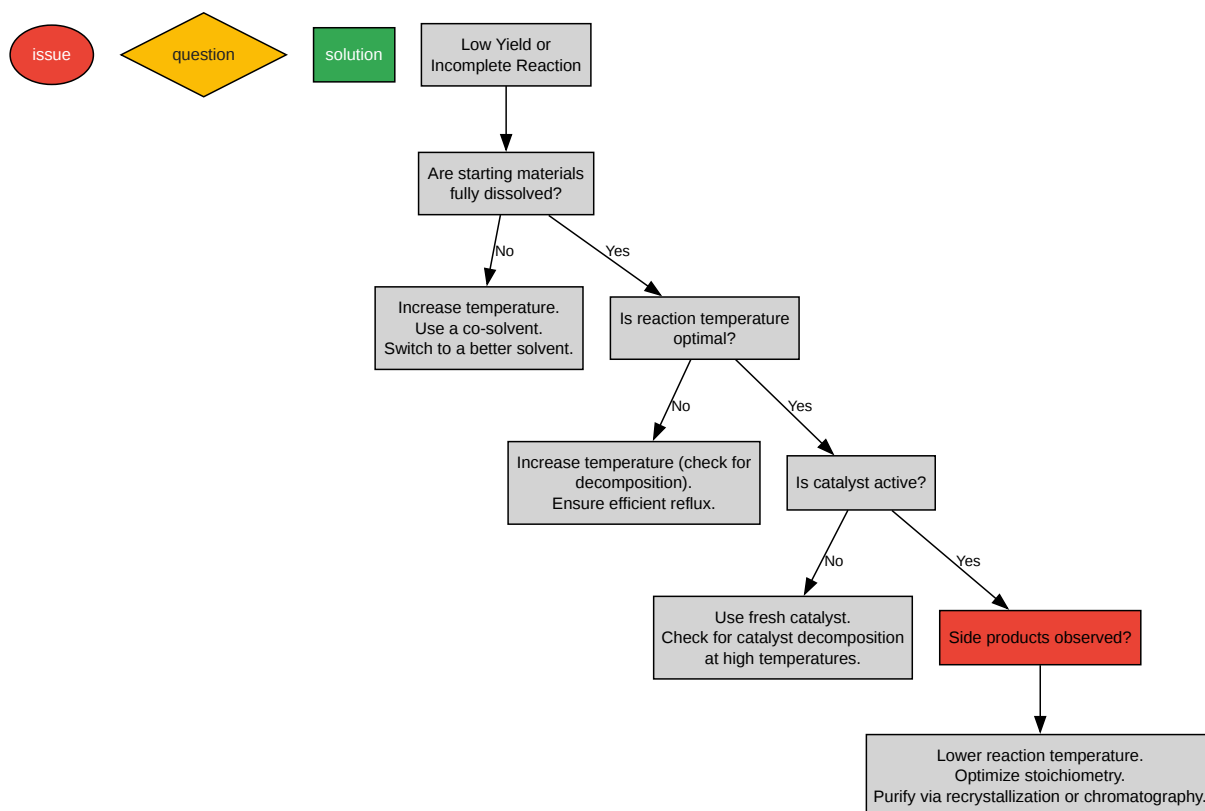 issue
question
solution
Low Yield or
Incomplete Reaction
Are starting materials
fully dissolved?
No
Yes
Increase temperature.
Use a co-solvent.
Switch to a better solvent.
Is reaction temperature
optimal?
No
Yes
Increase temperature (check for
decomposition).
Ensure efficient reflux.
Is catalyst active?
No
Yes
Use fresh catalyst.
Check for catalyst decomposition
at high temperatures.
Side products observed?
Lower reaction temperature.
Optimize stoichiometry.
Purify via recrystallization or chromatography.